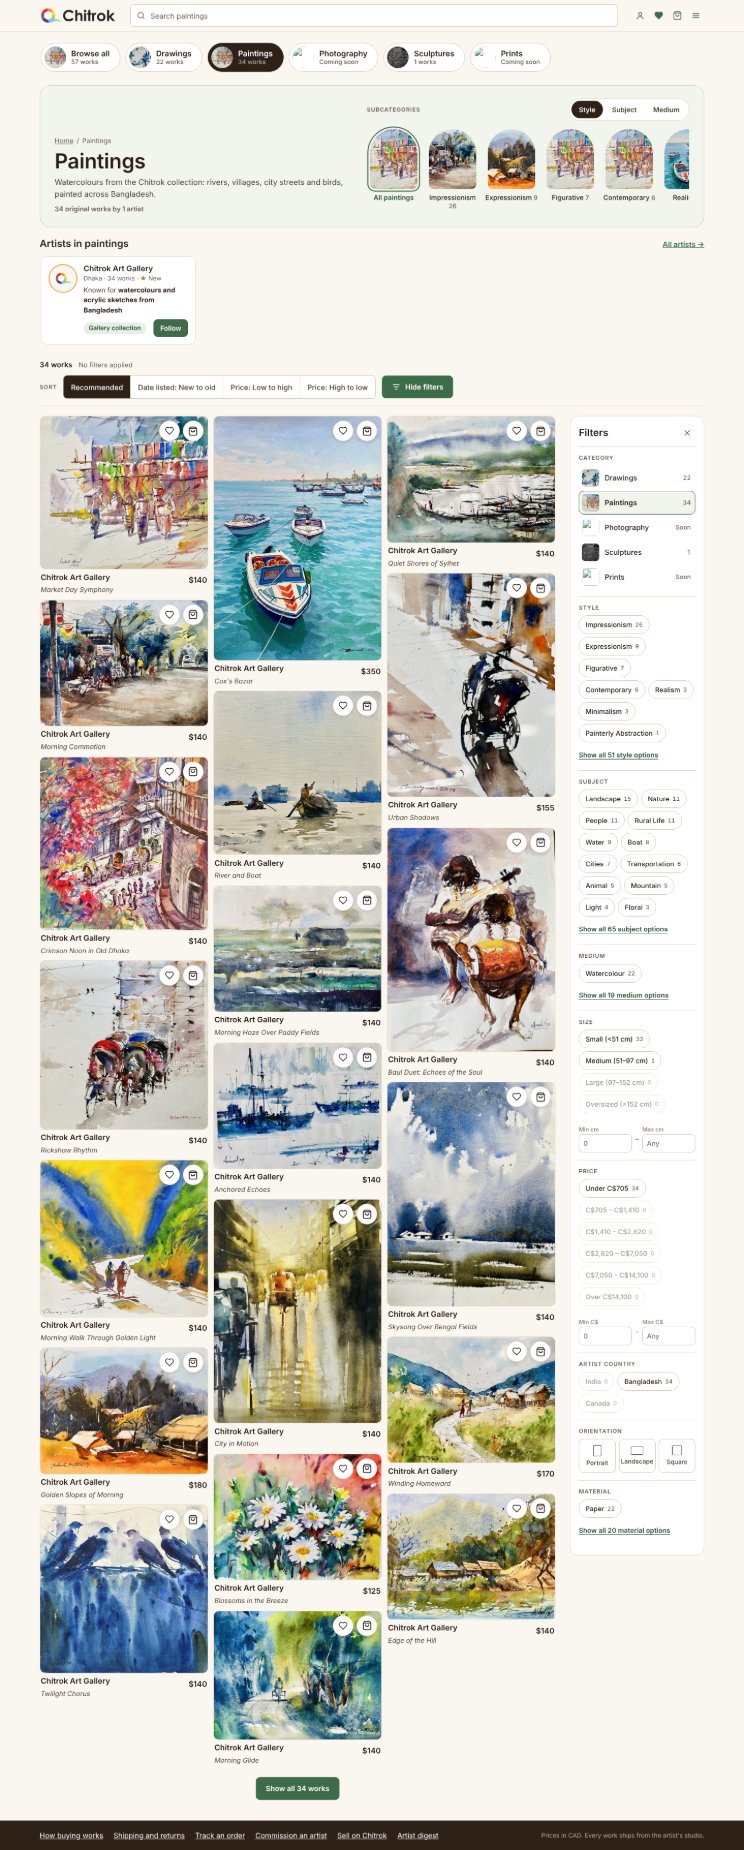 Chitrok
Search paintings
Browse all
57 works
Drawings
22 works
Paintings
34 works
Photography
Coming soon
Sculptures
1 works
Prints
Coming soon
SUBCATEGORIES
Style
Subject
Medium
Home / Paintings
Paintings
Watercolours from the Chitrok collection: rivers, villages, city streets and birds,
painted across Bangladesh.
34 original works by 1 artist
All paintings
Impressionism
26
Expressionism 9
Figurative 7
Contemporary 6
Reali
Artists in paintings
All artists →
Chitrok Art Gallery
Dhaka · 34 works · ★ New
Known for watercolours and
acrylic sketches from
Bangladesh
Gallery collection
Follow
34 works No filters applied
SORT
Recommended
Date listed: New to old
Price: Low to high
Price: High to low
Hide filters
Chitrok Art Gallery
$140
Market Day Symphony
Chitrok Art Gallery
$140
Morning Commotion
Chitrok Art Gallery
$140
Crimson Noon in Old Dhaka
Chitrok Art Gallery
$140
Rickshaw Rhythm
Chitrok Art Gallery
$140
Morning Walk Through Golden Light
Chitrok Art Gallery
$180
Golden Slopes of Morning
Chitrok Art Gallery
$140
Twilight Chorus
Chitrok Art Gallery
$350
Cox's Bazar
Chitrok Art Gallery
$140
River and Boat
Chitrok Art Gallery
$140
Morning Haze Over Paddy Fields
Chitrok Art Gallery
$140
Anchored Echoes
Chitrok Art Gallery
$140
City in Motion
Chitrok Art Gallery
$125
Blossoms in the Breeze
Chitrok Art Gallery
$140
Morning Glide
Chitrok Art Gallery
$140
Quiet Shores of Sylhet
Chitrok Art Gallery
$155
Urban Shadows
Chitrok Art Gallery
$140
Baul Duet: Echoes of the Soul
Chitrok Art Gallery
$140
Skysong Over Bengal Fields
Chitrok Art Gallery
$170
Winding Homeward
Chitrok Art Gallery
$140
Edge of the Hill
Show all 34 works
Filters
CATEGORY
Drawings 22
Paintings 34
Photography Soon
Sculptures 1
Prints Soon
STYLE
Impressionism 26
Expressionism 9
Figurative 7
Contemporary 6
Realism 3
Minimalism 3
Painterly Abstraction 1
Show all 51 style options
SUBJECT
Landscape 15
Nature 11
People 11
Rural Life 11
Water 9
Boat 8
Cities 7
Transportation 6
Animal 5
Mountain 5
Light 4
Floral 3
Show all 65 subject options
MEDIUM
Watercolour 22
Show all 19 medium options
SIZE
Small (<51 cm) 32
Medium (51–97 cm) 1
Large (97–152 cm) 0
Oversized (>152 cm) 0
Min cm
Max cm
0
–
Any
PRICE
Under C$705 34
C$705 – C$1,410 0
C$1,410 – C$2,820 0
C$2,820 – C$7,050 0
C$7,050 – C$14,100 0
Over C$14,100 0
Min C$
Max C$
0
–
Any
ARTIST COUNTRY
India 0
Bangladesh 34
Canada 0
ORIENTATION
Portrait
Landscape
Square
MATERIAL
Paper 22
Show all 20 material options
How buying works
Shipping and returns
Track an order
Commission an artist
Sell on Chitrok
Artist digest
Prices in CAD. Every work ships from the artist's studio.